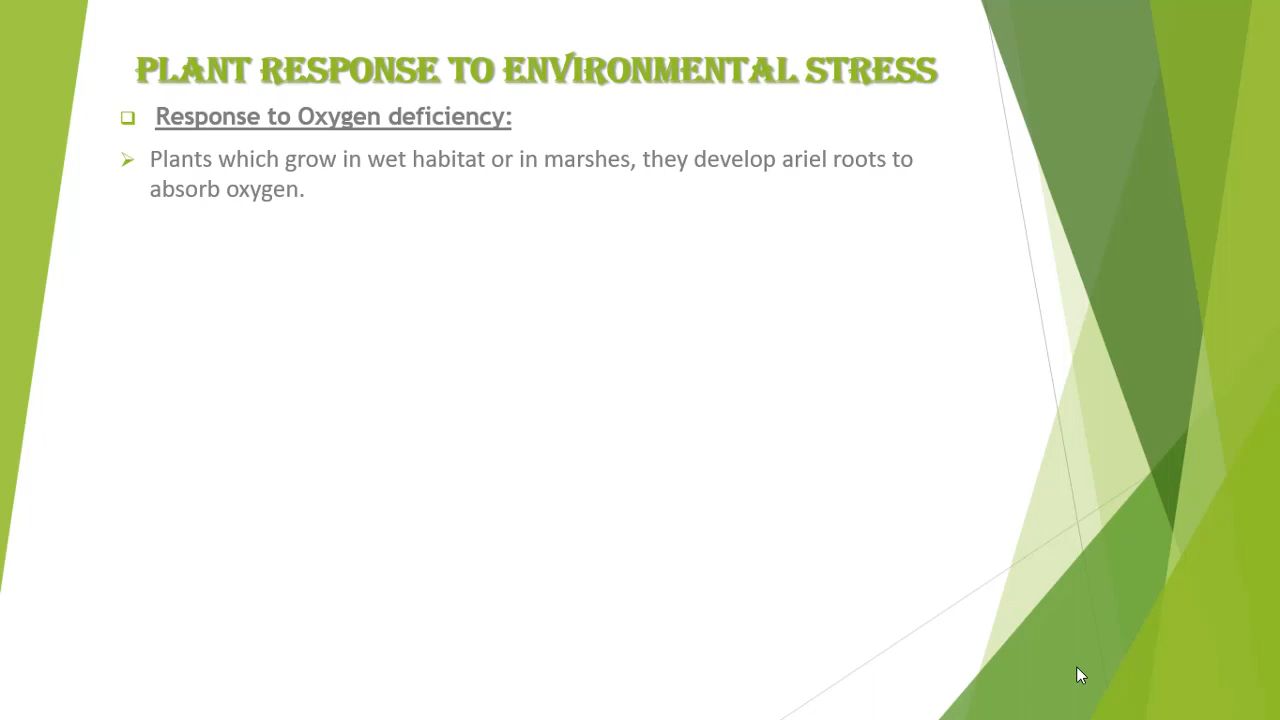 PLANT RESPONSE TO ENVIRONMENTAL STRESS
Response to Oxygen deficiency:
Plants which grow in wet habitat or in marshes, they develop ariel roots to
absorb oxygen.